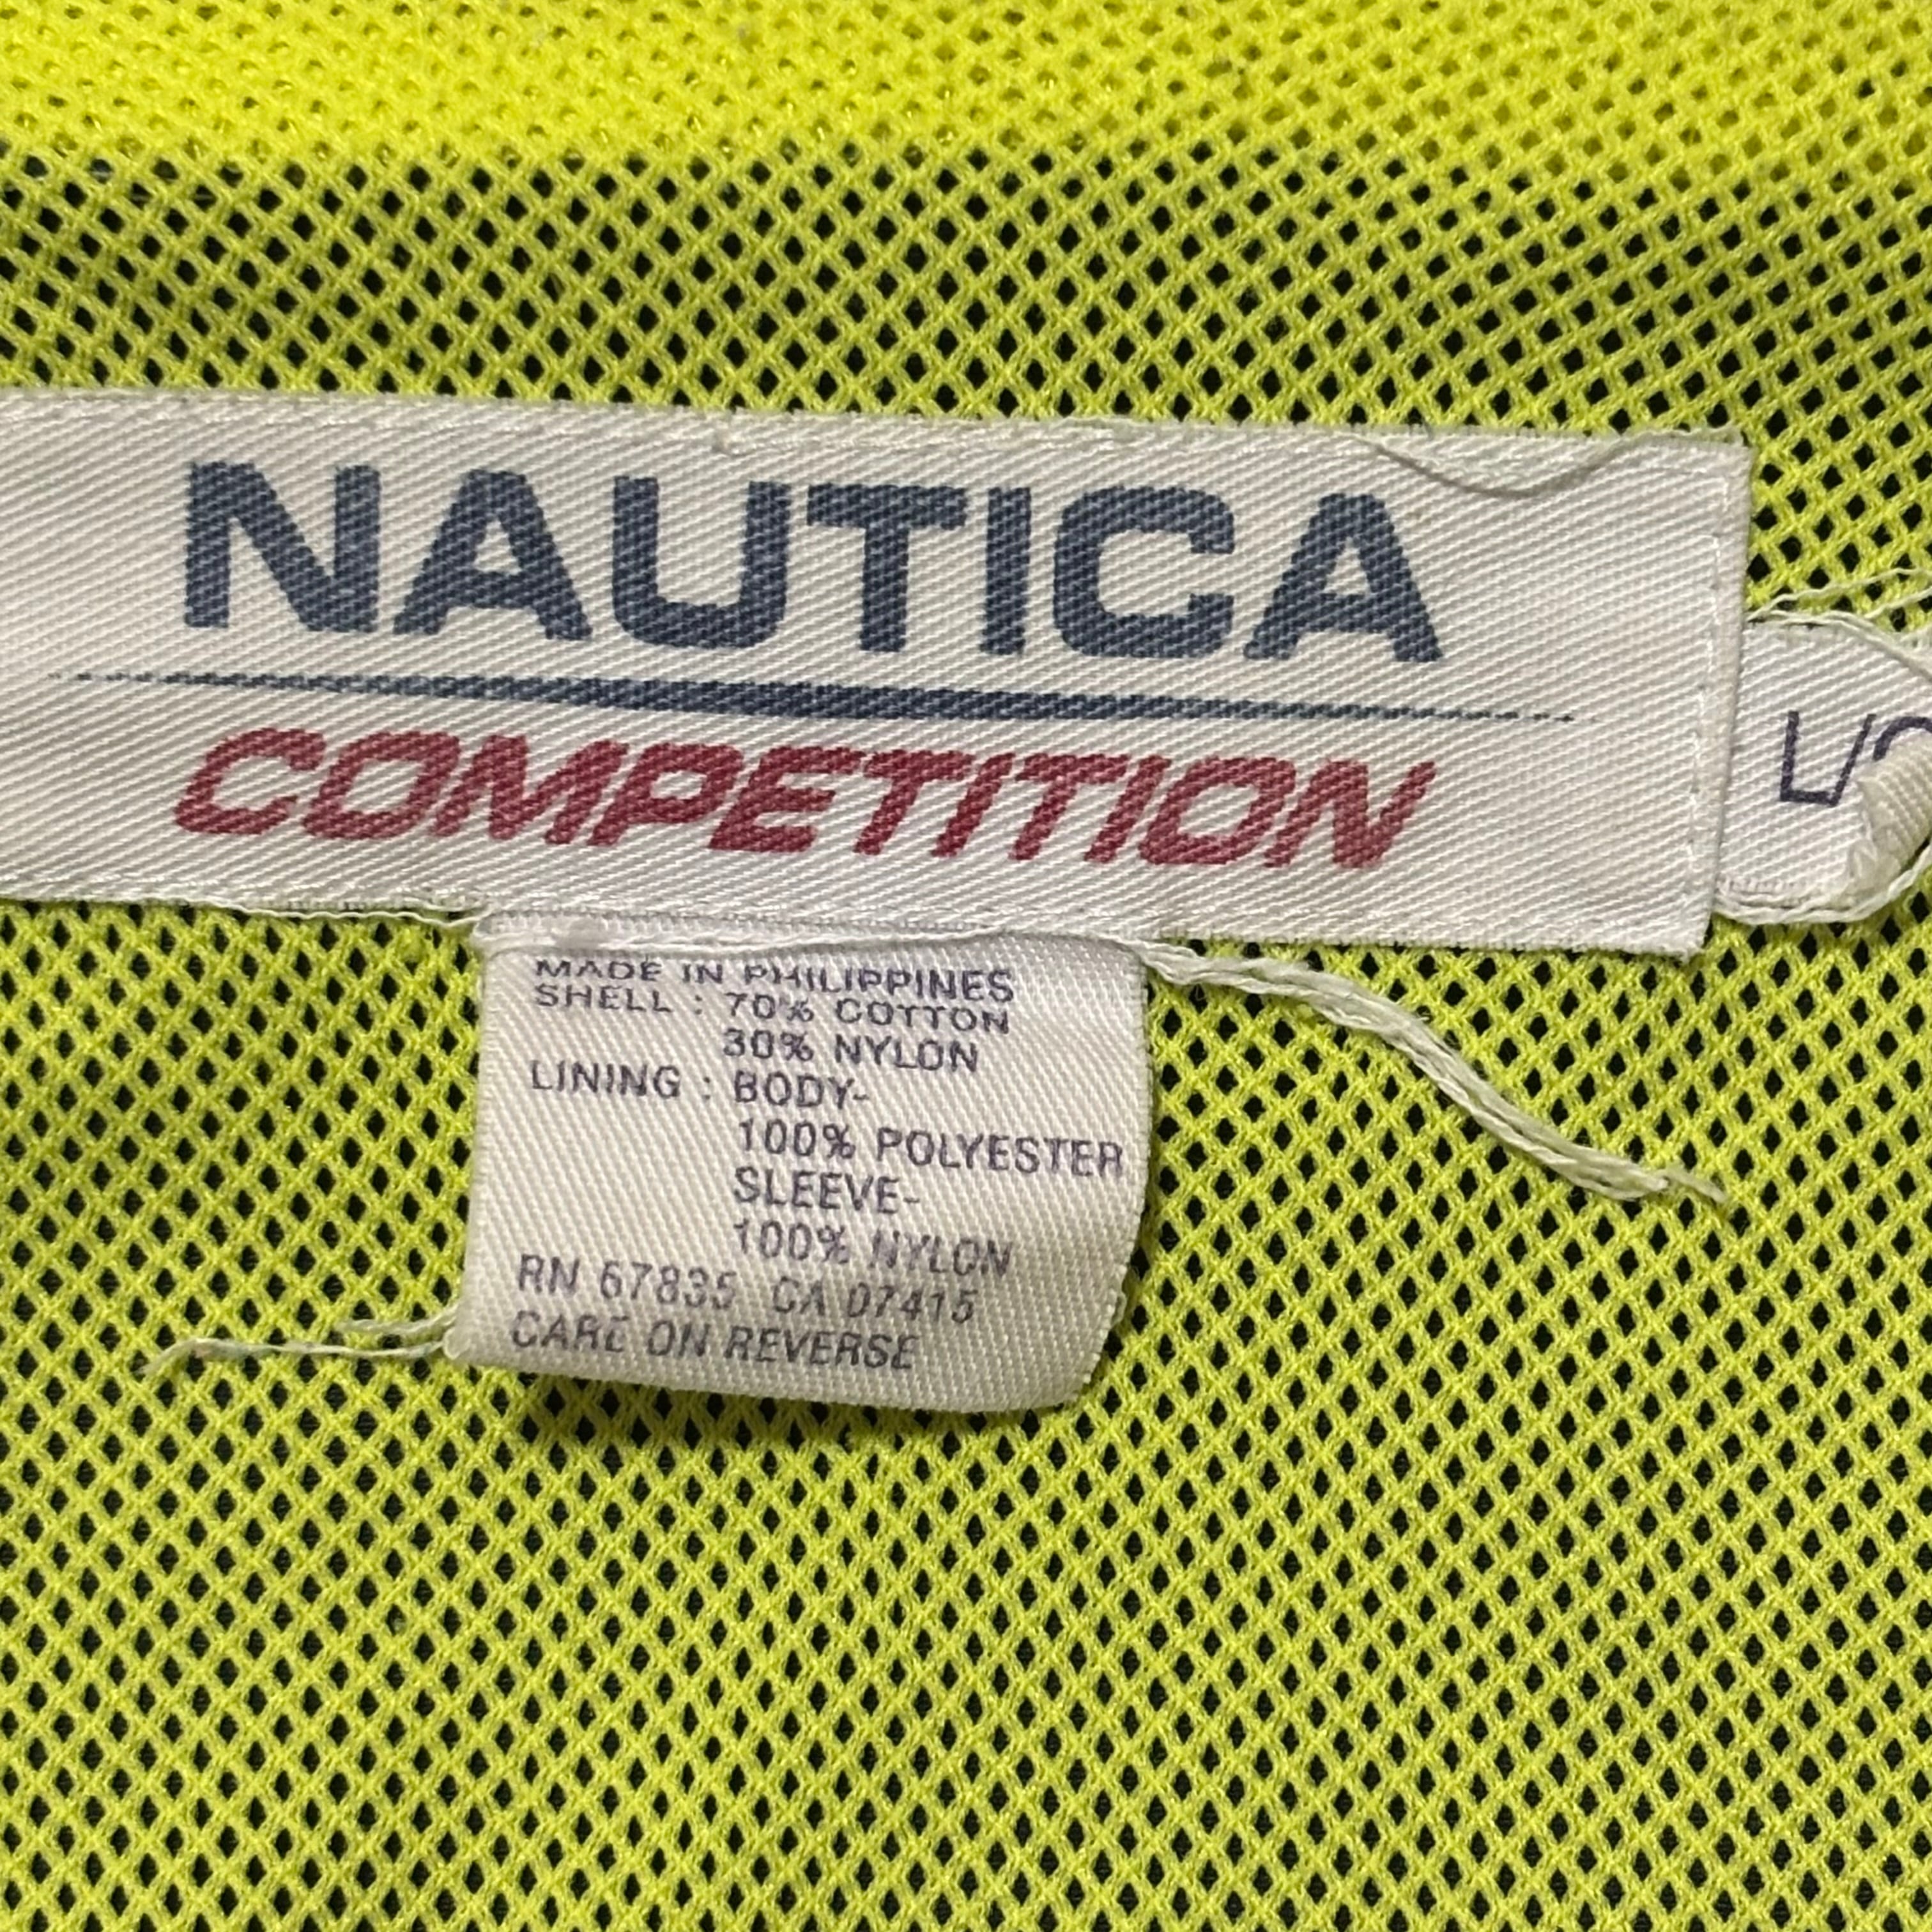 NAUTICA
COMPETITION
MADE IN PHILIPPINES
SHELL : 70% COTTON
30% NYLON
LINING : BODY-
100% POLYESTER
SLEEVE-
100% NYLON
RN 67835 CA 07415
CARE ON REVERSE